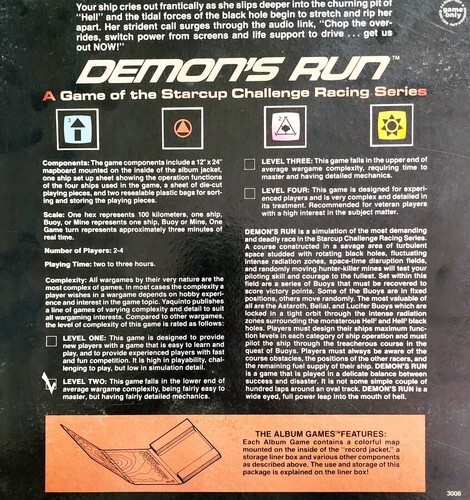 Your ship cries out frantically as she slips deeper into the churning pit of
"Hell" and the tidal forces of the black hole begin to stretch and rip her
apart. Her strident call surges through the audio link, "Chop the over-
rides, switch power from screens and life support to drive . . . get us
out NOW!"
game
only
DEMON'S RUN™
A Game of the Starcup Challenge Racing Series
Components: The game components include a 12" x 24"
mapboard mounted on the inside of the album jacket,
one ship set up sheet showing the operation functions
of the four ships used in the game, a sheet of die-cut
playing pieces, and two resealable plastic bags for sort-
ing and storing the playing pieces.
Scale: One hex represents 100 kilometers, one ship,
Buoy, or Mine represents one ship, Buoy or Mine, One
Game turn represents approximately three minutes of
real time.
Number of Players: 2-4
Playing Time: two to three hours.
Complexity: All wargames by their very nature are the
most complex of games. In most cases the complexity a
player wishes in a wargame depends on hobby experi-
ence and interest in the game topic. Yaquinto publishes
a line of games of varying complexity and detail to suit
all wargaming interests. Compared to other wargames,
the level of complexity of this game is rated as follows:
LEVEL ONE: This game is designed to provide
new players with a game that is easy to learn and
play, and to provide experienced players with fast
and fun competition. It is high in playability, chal-
lenging to play, but low in simulation detail.
LEVEL TWO: This game falls in the lower end of
average wargame complexity, being fairly easy to
master, but having fairly detailed mechanics.
LEVEL THREE: This game falls in the upper end of
average wargame complexity, requiring time to
master and having detailed mechanics.
LEVEL FOUR: This game is designed for experi-
enced players and is very complex and detailed in
its treatment. Recommended for veteran players
with a high interest in the subject matter.
DEMON'S RUN is a simulation of the most demanding
and deadly race in the Starcup Challenge Racing Series.
A course constructed in a savage area of turbulent
space studded with rotating black holes, fluctuating
intense radiation zones, space-time disruption fields,
and randomly moving hunter-killer mines will test your
piloting skill and courage to the fullest. Set within this
field are a series of Buoys that must be recovered to
score victory points. Some of the Buoys are in fixed
positions, others move randomly. The most valuable of
all are the Astaroth, Belial, and Lucifer Buoys which are
locked in a tight orbit through the intense radiation
zones surrounding the monsterous Hell¹ and Hell² black
holes. Players must design their ships maximum func-
tion levels in each category of ship operation and must
pilot the ship through the treacherous course in the
quest of Buoys. Players must always be aware of the
course obstacles, the positions of the other racers, and
the remaining fuel supply of their ship. DEMON'S RUN
is a game that is played in a delicate balance between
success and disaster. It is not some simple couple of
hundred laps around an oval track. DEMON'S RUN is a
wide eyed, full power leap into the mouth of hell.
THE ALBUM GAMES™FEATURES:
Each Album Game contains a colorful map
mounted on the inside of the "record jacket," a
storage liner box and various other components
as described above. The use and storage of this
package is explained on the liner box!
3006